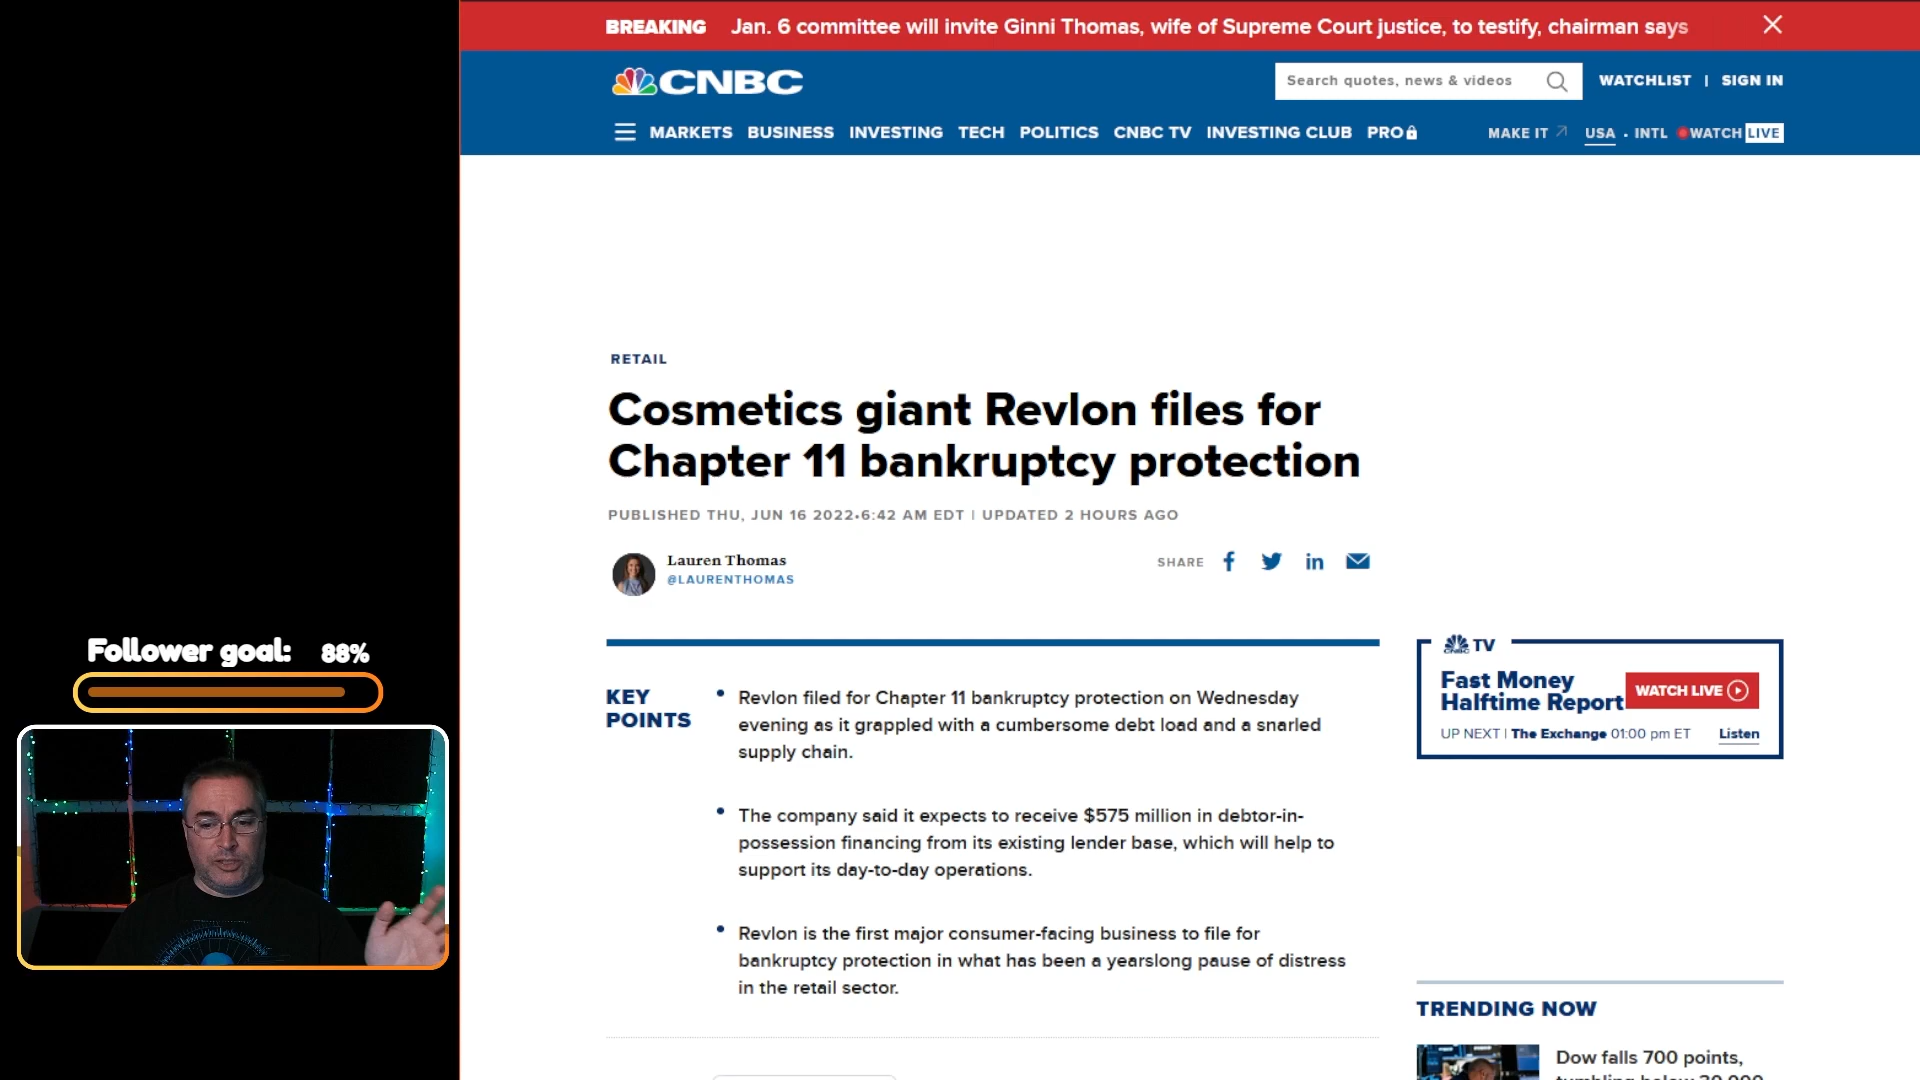 BREAKING Jan. 6 committee will invite Ginni Thomas, wife of Supreme Court justice, to testify, chairman says
CNBC
Search quotes, news & videos
WATCHLIST | SIGN IN
MARKETS BUSINESS INVESTING TECH POLITICS CNBC TV INVESTING CLUB PRO
MAKE IT USA • INTL WATCH LIVE
RETAIL
Cosmetics giant Revlon files for
Chapter 11 bankruptcy protection
PUBLISHED THU, JUN 16 2022•6:42 AM EDT | UPDATED 2 HOURS AGO
Lauren Thomas
@LAURENTHOMAS
SHARE
KEY
POINTS
• Revlon filed for Chapter 11 bankruptcy protection on Wednesday
evening as it grappled with a cumbersome debt load and a snarled
supply chain.
• The company said it expects to receive $575 million in debtor-in-
possession financing from its existing lender base, which will help to
support its day-to-day operations.
• Revlon is the first major consumer-facing business to file for
bankruptcy protection in what has been a yearslong pause of distress
in the retail sector.
CNBC TV
Fast Money
Halftime Report
WATCH LIVE
UP NEXT | The Exchange 01:00 pm ET
Listen
TRENDING NOW
Dow falls 700 points,
tumbling below 30,000
Follower goal: 88%